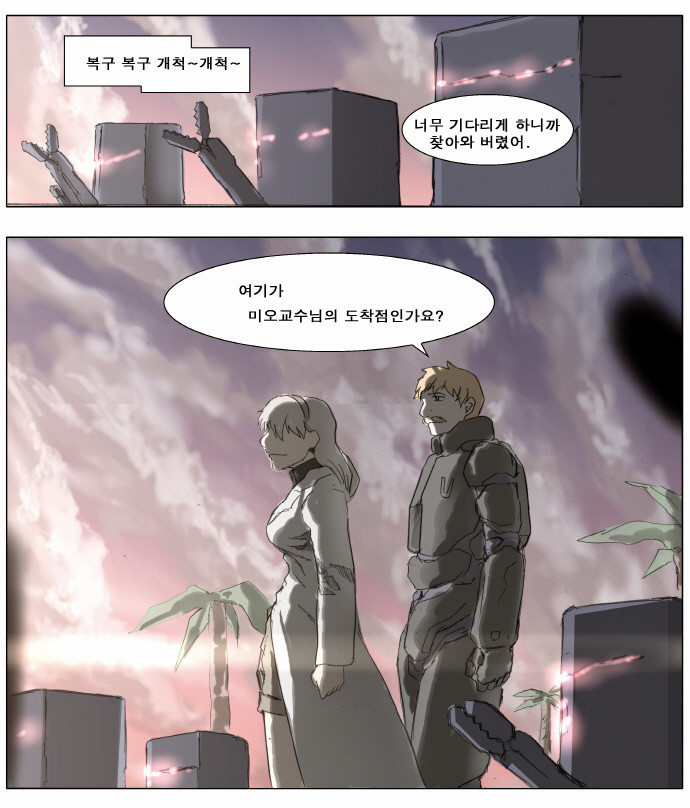 복구 복구 개척~개척~
너무 기다리게 하니까
찾아와 버렸어.
여기가
미오교수님의 도착점인가요?